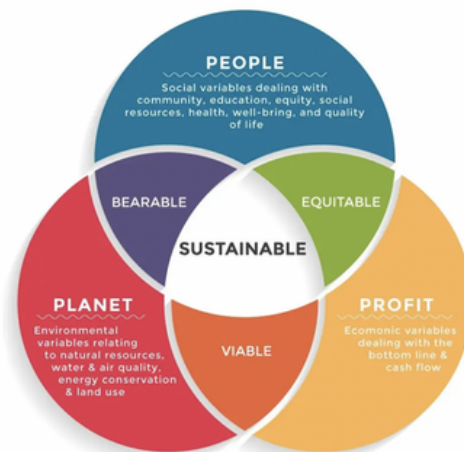 PEOPLE
Social variables dealing with
community, education, equity, social
resources, health, well-bring, and quality
of life
BEARABLE
EQUITABLE
SUSTAINABLE
PLANET
Environmental
variables relating
to natural resources,
water & air quality,
energy conservation
& land use
PROFIT
Ecomonic variables
dealing with the
bottom line &
cash flow
VIABLE